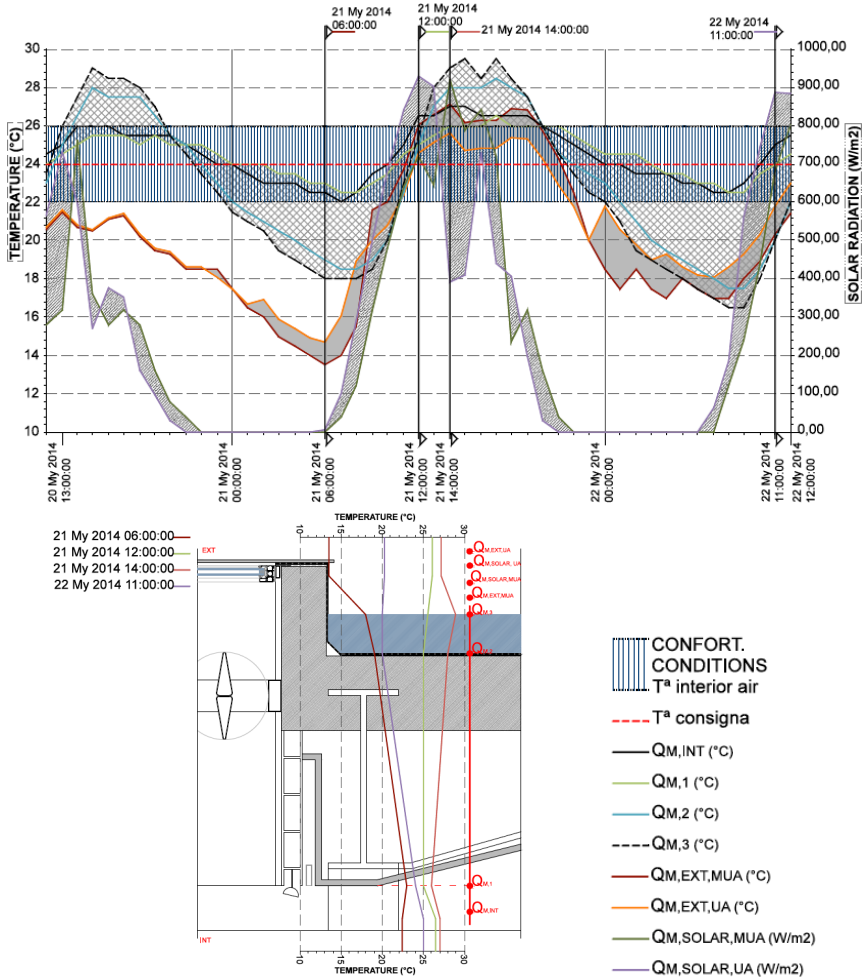 21 My 2014
06:00:00
21 My 2014
12:00:00
21 My 2014 14:00:00
22 My 2014
11:00:00
TEMPERATURE (°C)
30
28
26
24
22
20
18
16
14
12
10
SOLAR RADIATION (W/m2)
1000,00
900,00
800,00
700,00
600,00
500,00
400,00
300,00
200,00
100,00
0,00
20 My 2014
13:00:00
21 My 2014
00:00:00
21 My 2014
06:00:00
21 My 2014
12:00:00
21 My 2014
14:00:00
22 My 2014
00:00:00
22 My 2014
11:00:00
22 My 2014
12:00:00
21 My 2014 06:00:00
21 My 2014 12:00:00
21 My 2014 14:00:00
22 My 2014 11:00:00
TEMPERATURE (°C)
10
15
20
25
30
EXT
QM,EXT,UA
QM,SOLAR, UA
QM,SOLAR,MUA
QM,EXT,MUA
QM,3
QM,1
QM,INT
INT
10
15
20
25
30
TEMPERATURE (°C)
CONFORT.
CONDITIONS
Tª interior air
Tª consigna
QM,INT (°C)
QM,1 (°C)
QM,2 (°C)
QM,3 (°C)
QM,EXT,MUA (°C)
QM,EXT,UA (°C)
QM,SOLAR,MUA (W/m2)
QM,SOLAR,UA (W/m2)